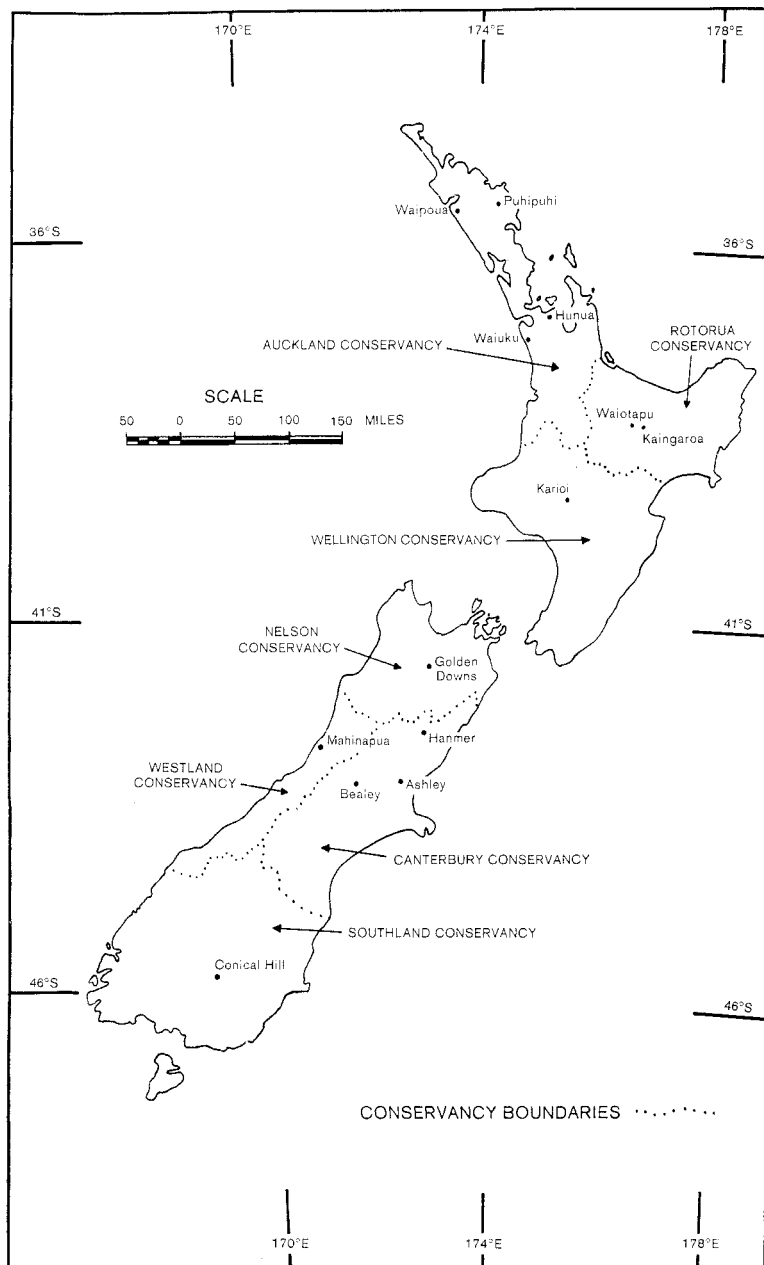 170°E
174°E
178°E
Waipoua
Puhipuhi
36°S
36°S
Hunua
Waiuku
AUCKLAND CONSERVANCY
ROTORUA
CONSERVANCY
SCALE
50 0 50 100 150 MILES
Waiotapu
Kaingaroa
Karioi
WELLINGTON CONSERVANCY
41°S
41°S
NELSON
CONSERVANCY
Golden
Downs
Mahinapua
Hanmer
WESTLAND
CONSERVANCY
Bealey
Ashley
CANTERBURY CONSERVANCY
SOUTHLAND CONSERVANCY
Conical Hill
46°S
46°S
CONSERVANCY BOUNDARIES
170°E
174°E
178°E